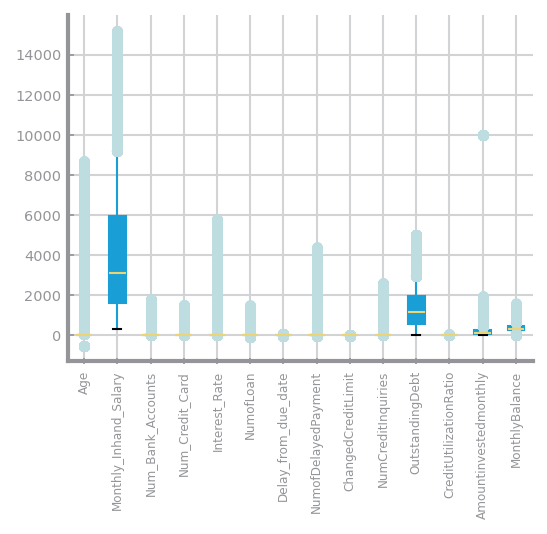 14000
12000
10000
8000
6000
4000
2000
0
Age
Monthly_Inhand_Salary
Num_Bank_Accounts
Num_Credit_Card
Interest_Rate
NumofLoan
Delay_from_due_date
NumofDelayedPayment
ChangedCreditLimit
NumCreditInquiries
OutstandingDebt
CreditUtilizationRatio
Amountinvestedmonthly
MonthlyBalance